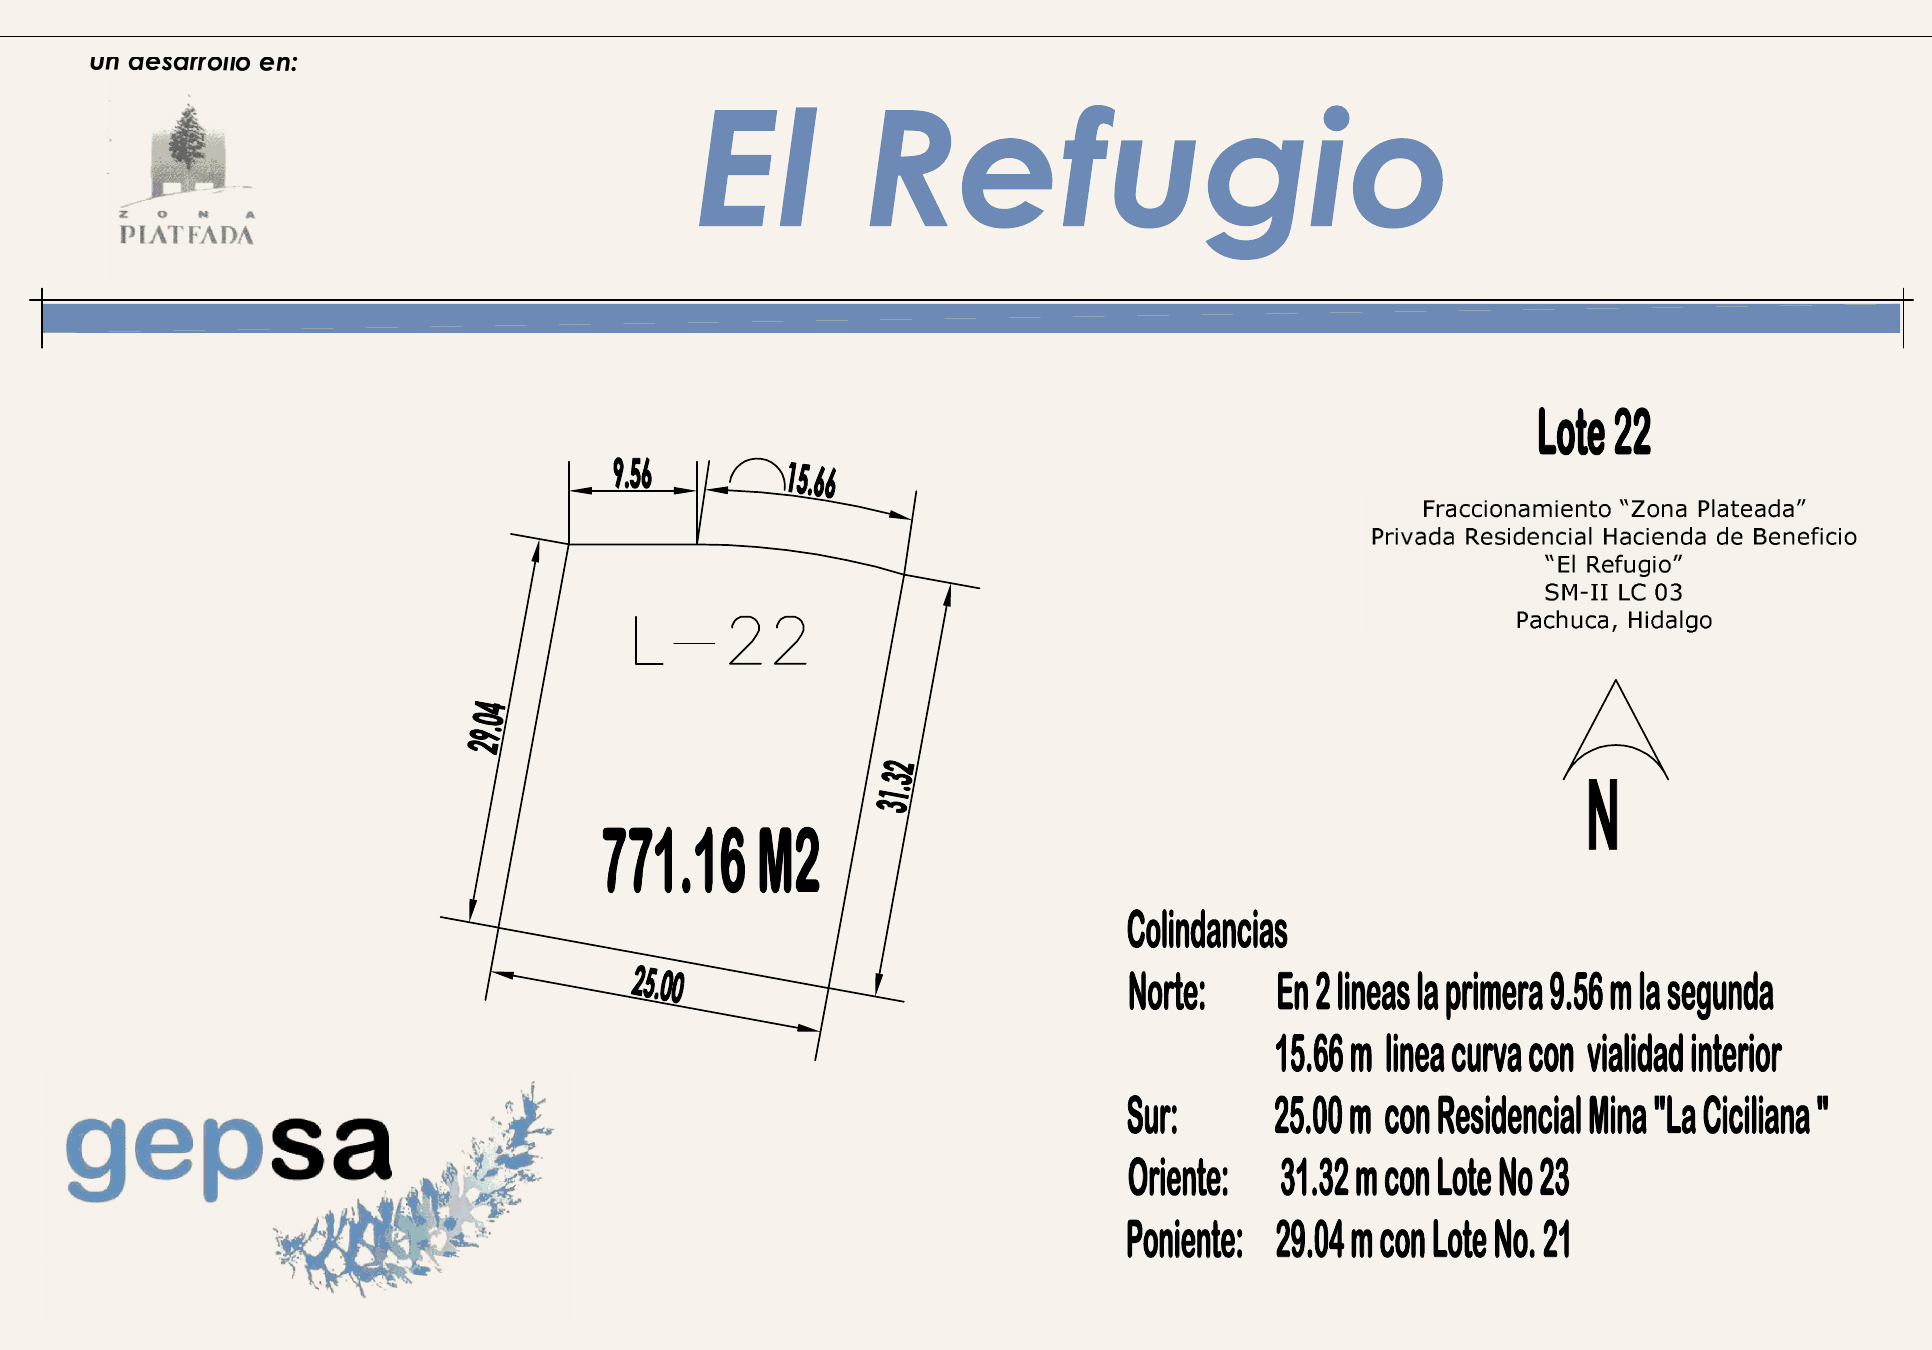 un desarrollo en:
ZONA
PLATEADA
El Refugio
Lote 22
Fraccionamiento “Zona Plateada”
Privada Residencial Hacienda de Beneficio
“El Refugio”
SM-II LC 03
Pachuca, Hidalgo
9.56
15.66
L-22
29.04
31.32
771.16 M2
25.00
N
Colindancias
Norte: En 2 lineas la primera 9.56 m la segunda
15.66 m linea curva con vialidad interior
Sur: 25.00 m con Residencial Mina "La Ciciliana "
Oriente: 31.32 m con Lote No 23
Poniente: 29.04 m con Lote No. 21
gepsa